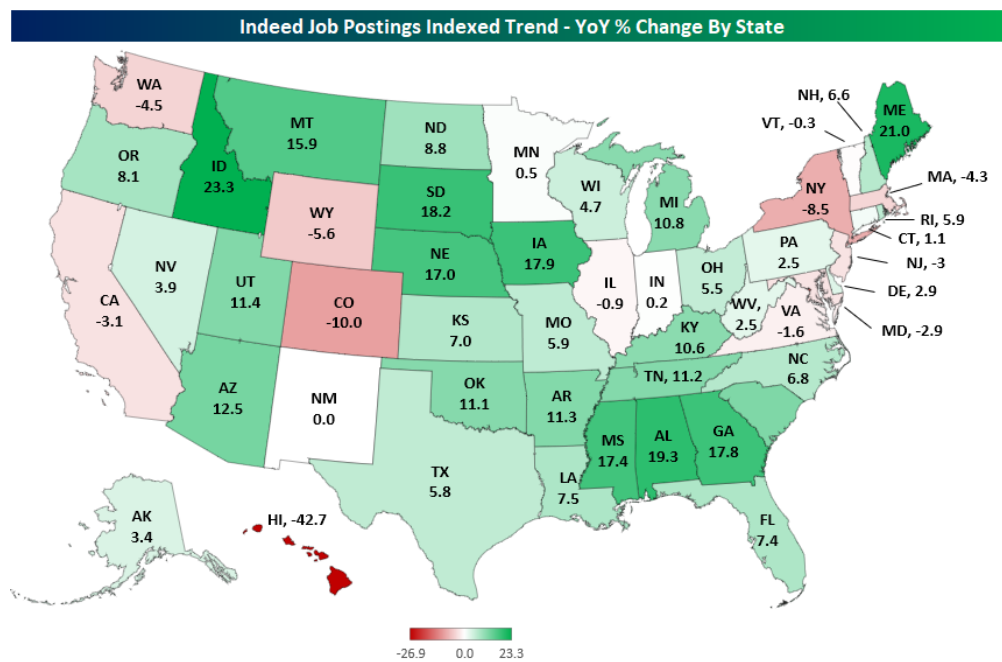 Indeed Job Postings Indexed Trend - YoY % Change By State
WA
-4.5
OR
8.1
ID
23.3
MT
15.9
ND
8.8
MN
0.5
NH, 6.6
VT, -0.3
ME
21.0
WY
-5.6
SD
18.2
WI
4.7
MI
10.8
NY
-8.5
MA, -4.3
RI, 5.9
CT, 1.1
NJ, -3
DE, 2.9
MD, -2.9
CA
-3.1
NV
3.9
UT
11.4
CO
-10.0
NE
17.0
IA
17.9
IL
-0.9
IN
0.2
OH
5.5
PA
2.5
WV,
2.5
VA
-1.6
KS
7.0
MO
5.9
KY
10.6
NC
6.8
TN, 11.2
AZ
12.5
NM
0.0
OK
11.1
AR
11.3
MS
17.4
AL
19.3
GA
17.8
TX
5.8
LA
7.5
FL
7.4
AK
3.4
HI, -42.7
-26.9
0.0
23.3